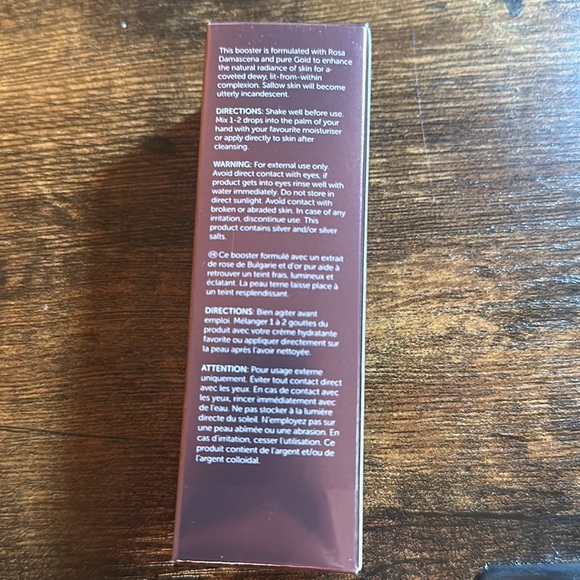 This booster is formulated with Rosa
Damascena and pure Gold to enhance
the natural radiance of skin for a-
coveted dewy, lit-from-within
complexion. Sallow skin will become
utterly incandescent.
DIRECTIONS: Shake well before use.
Mix 1-2 drops into the palm of your
hand with your favourite moisturiser
or apply directly to skin after
cleansing.
WARNING: For external use only.
Avoid direct contact with eyes, if
product gets into eyes rinse well with
water immediately. Do not store in
direct sunlight. Avoid contact with
broken or abraded skin. In case of any
irritation, discontinue use. This
product contains silver and/or silver
salts.
FR Ce booster formulé avec un extrait
de rose de Bulgarie et d'or pur aide à
retrouver un teint frais, lumineux et
éclatant. La peau terne laisse place à
un teint resplendissant.
DIRECTIONS: Bien agiter avant
emploi. Mélanger 1 à 2 gouttes du
produit avec votre crème hydratante
favorite ou appliquer directement sur
la peau après l'avoir nettoyée.
ATTENTION: Pour usage externe
uniquement. Éviter tout contact direct
avec les yeux. En cas de contact avec
les yeux, rincer immédiatement avec
de l'eau. Ne pas stocker à la lumière
directe du soleil. N'employez pas sur
une peau abîmée ou une abrasion. En
cas d'irritation, cesser l'utilisation. Ce
produit contient de l'argent et/ou de
l'argent colloidal.